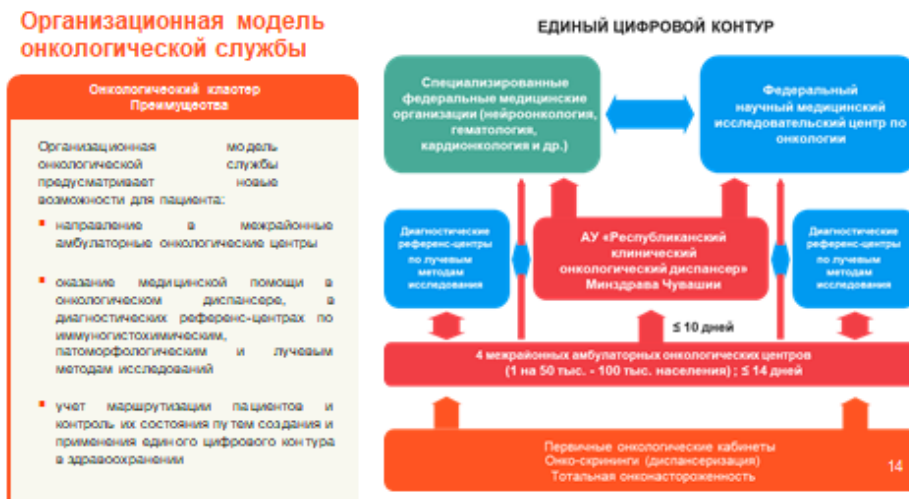 Организационная модель
онкологической службы
Онкологический кластер
Преимущества
Организационная модель
онкологической службы
предусматривает новые
возможности для пациента:
направление в межрайонные
амбулаторные онкологические центры
оказание медицинской помощи в
онкологическом диспансере, в
диагностических референс-центрах по
иммуногистохимическим,
патоморфологическим и лучевым
методам исследований
учет маршрутизации пациентов и
контроль их состояния путем создания и
применения единого цифрового контура
в здравоохранении
ЕДИНЫЙ ЦИФРОВОЙ КОНТУР
Специализированные
федеральные медицинские
организации (нейроонкология,
гематология,
кардионкология и др.)
Федеральный
научный медицинский
исследовательский центр по
онкологии
Диагностические
референс-центры
по лучевым
методам
исследования
АУ «Республиканский
клинический
онкологический диспансер»
Минздрава Чувашии
Диагностические
референс-центры
по лучевым
методам
исследования
≤ 10 дней
4 межрайонных амбулаторных онкологических центров
(1 на 50 тыс. - 100 тыс. населения) ; ≤ 14 дней
Первичные онкологические кабинеты
Онко-скрининги (диспансеризация)
Тотальная онконастороженность
14